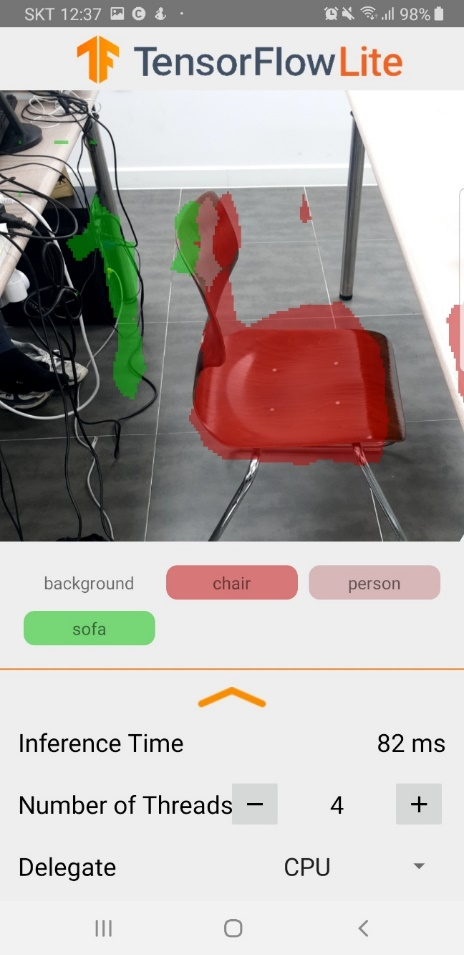 SKT 12:37 98%
TensorFlowLite
background chair person
sofa
Inference Time 82 ms
Number of Threads − 4 +
Delegate CPU